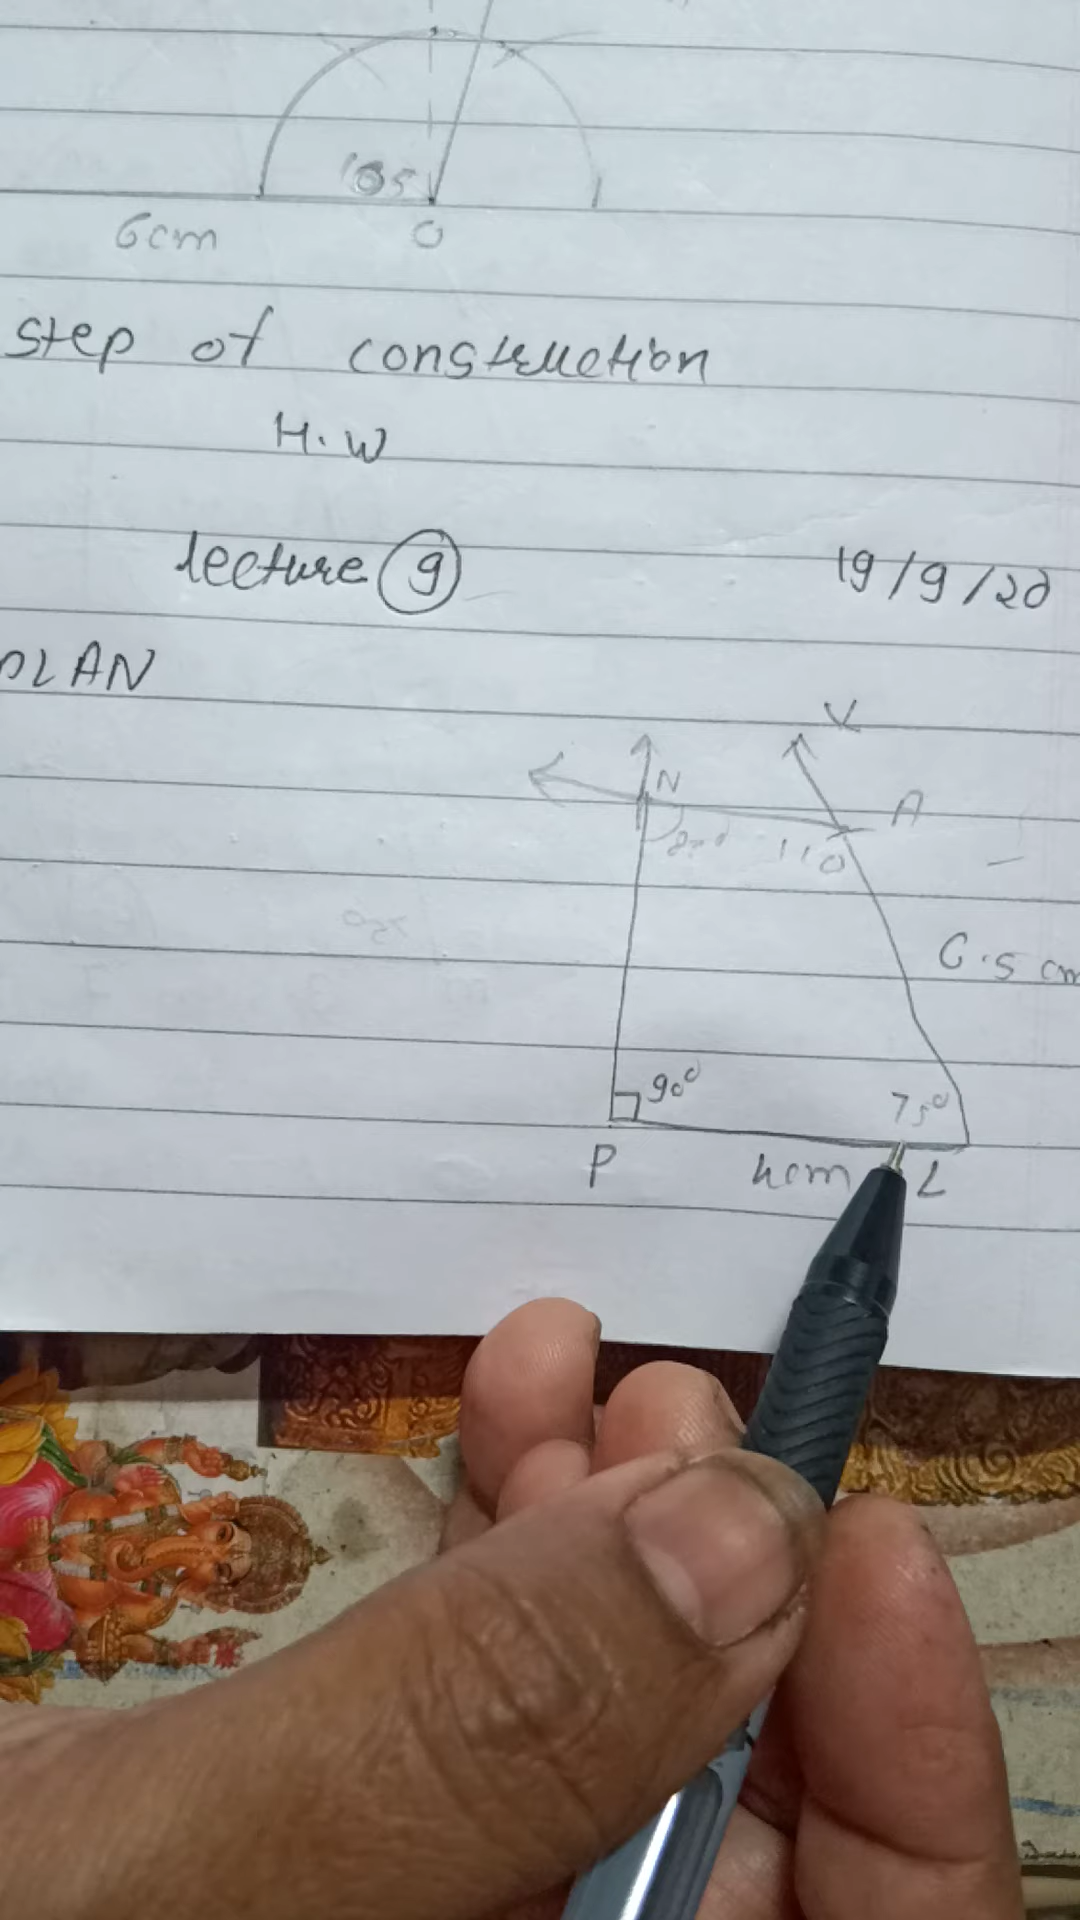 105
6cm O
step of construction
H.W
lecture 9 19/9/20
PLAN
N A
110
6.5 cm
90° 75°
P 4cm L